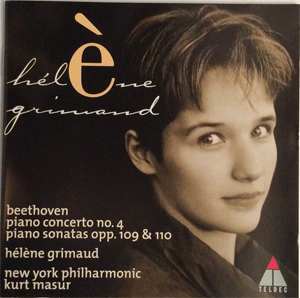 hélène
grimaud
beethoven
piano concerto no. 4
piano sonatas opp. 109 & 110
hélène grimaud
new york philharmonic
kurt masur
TELDEC